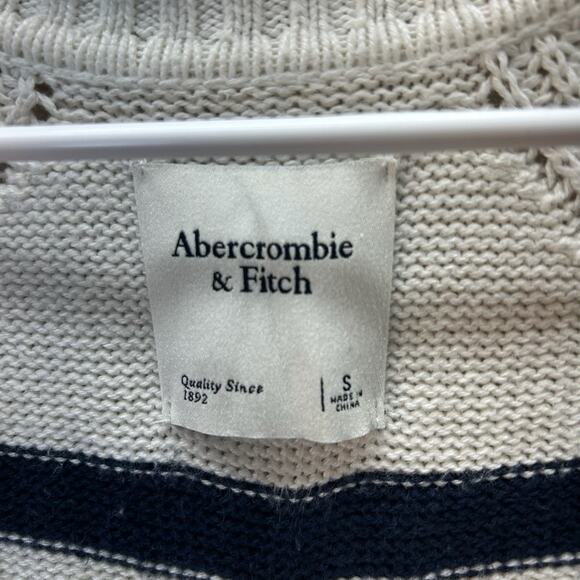 Abercrombie
& Fitch
Quality Since
1892
S
MADE IN
CHINA